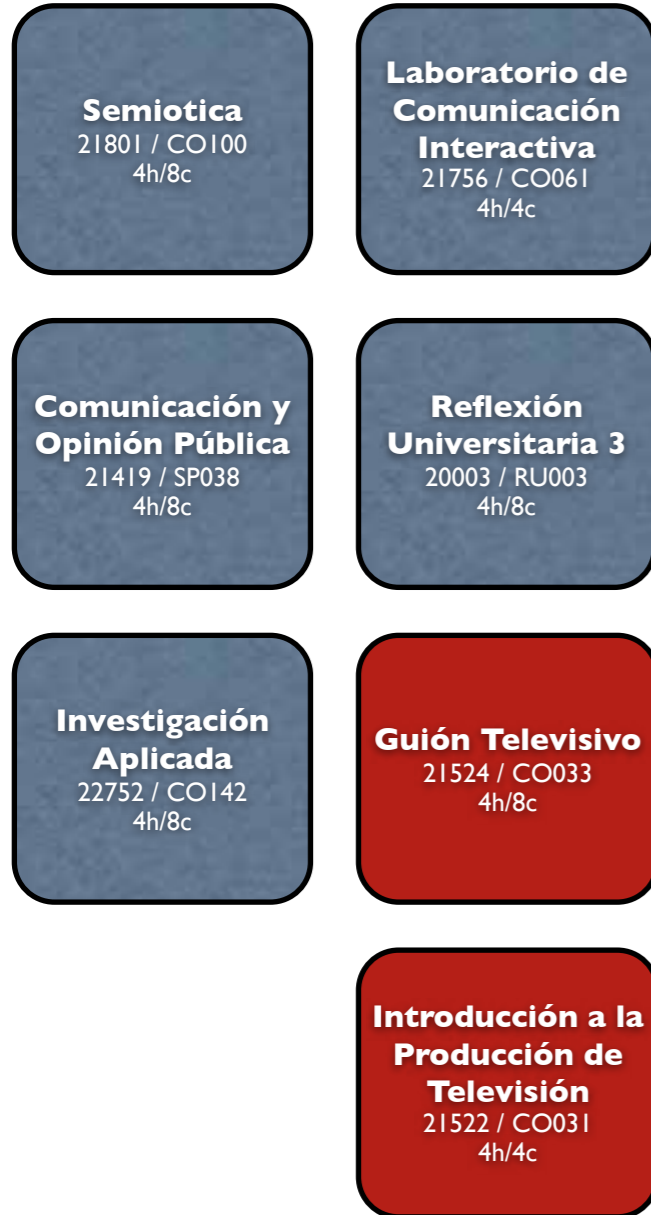 Semiotica
21801 / CO100
4h/8c
Laboratorio de
Comunicación
Interactiva
21756 / CO061
4h/4c
Comunicación y
Opinión Pública
21419 / SP038
4h/8c
Reflexión
Universitaria 3
20003 / RU003
4h/8c
Investigación
Aplicada
22752 / CO142
4h/8c
Guión Televisivo
21524 / CO033
4h/8c
Introducción a la
Producción de
Televisión
21522 / CO031
4h/4c